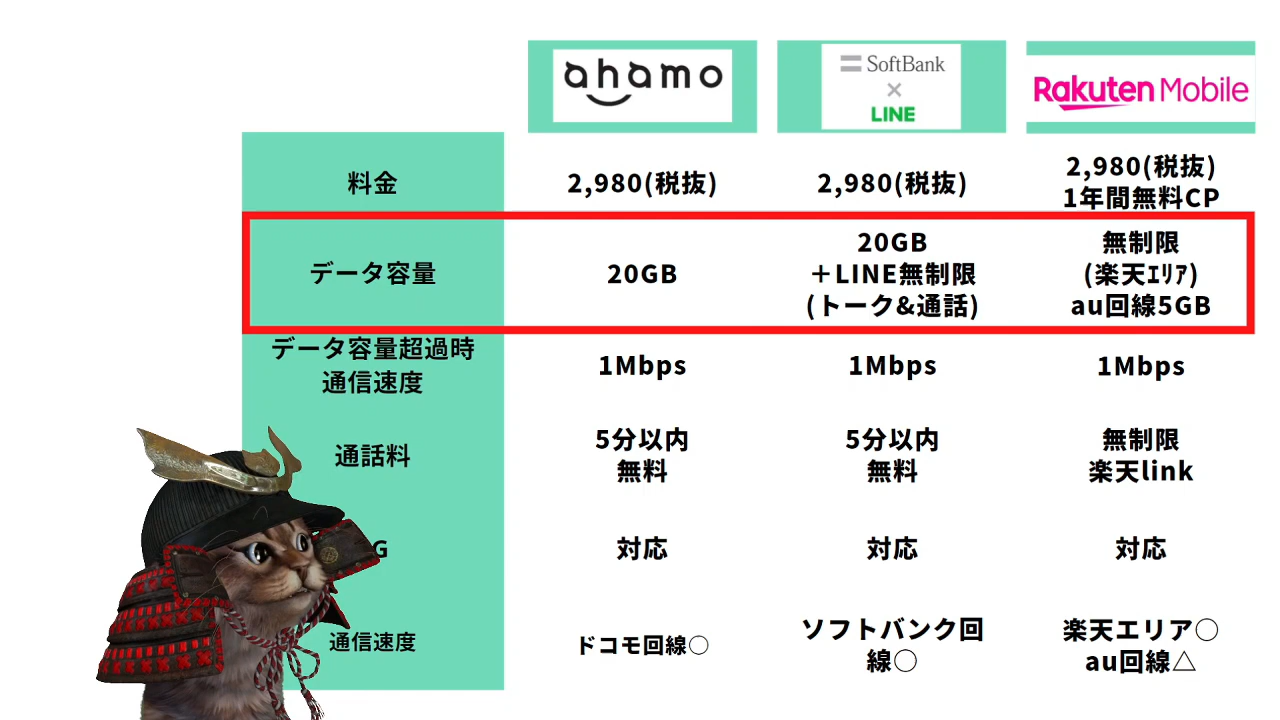 ahamo
SoftBank
×
LINE
Rakuten Mobile
料金
2,980(税抜)
2,980(税抜)
2,980(税抜)
1年間無料CP
データ容量
20GB
20GB
＋LINE無制限
(トーク&通話)
無制限
(楽天ｴﾘｱ)
au回線5GB
データ容量超過時
通信速度
1Mbps
1Mbps
1Mbps
通話料
5分以内
無料
5分以内
無料
無制限
楽天link
G
対応
対応
対応
通信速度
ドコモ回線○
ソフトバンク回
線○
楽天エリア○
au回線△